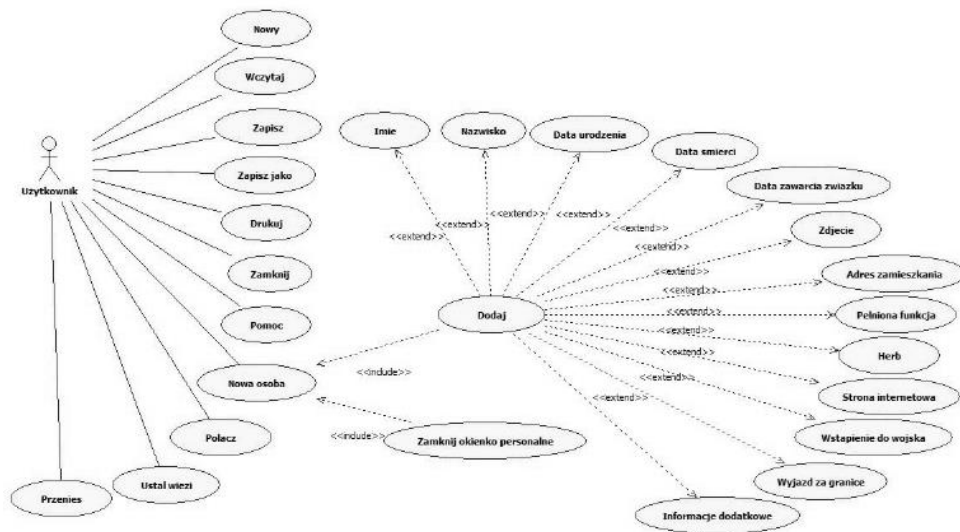 Nowy
Wczytaj
Zapisz
Zapisz jako
Drukuj
Zamknij
Pomoc
Nowa osoba
Polacz
Ustal wiezi
Przenies
Użytkownik
Imie
Nazwisko
Data urodzenia
Data smierci
Data zawarcia zwiazku
Zdjecie
Adres zamieszkania
Pelniona funkcja
Herb
Strona internetowa
Wstapienie do wojska
Wyjazd za granice
Informacje dodatkowe
Dodaj
Zamknij okienko personalne
<<extend>>
<<extend>>
<<extend>>
<<extend>>
<<extend>>
<<extend>>
<<extend>>
<<extend>>
<<extend>>
<<extend>>
<<extend>>
<<extend>>
<<extend>>
<<include>>
<<include>>